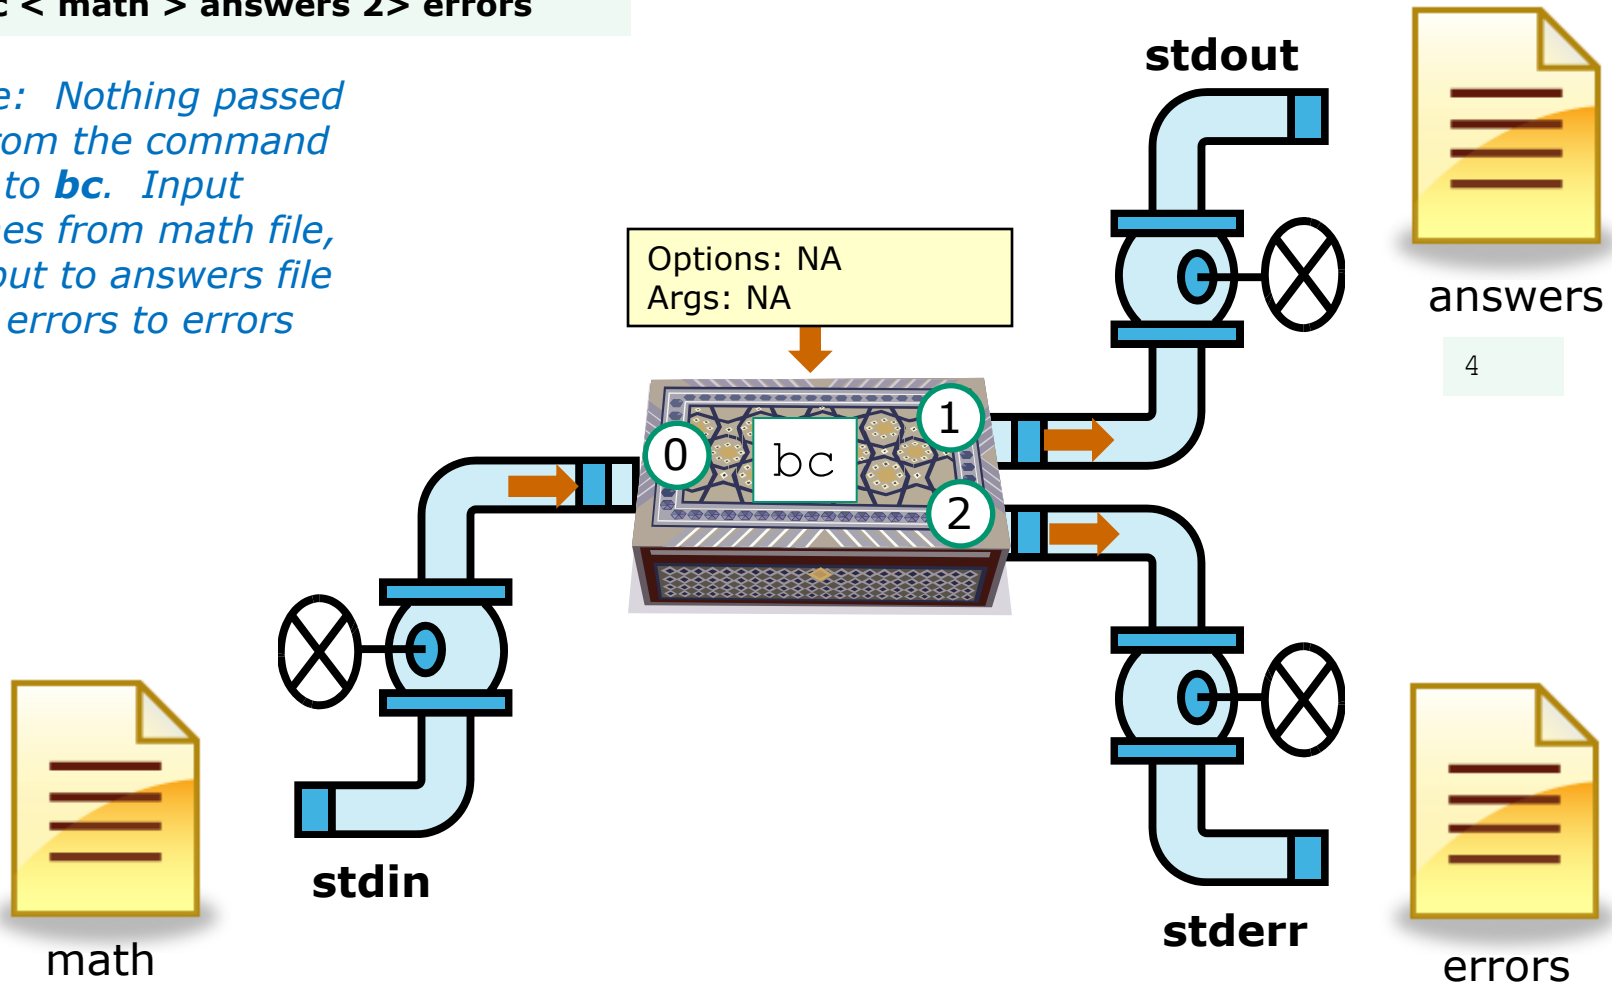 c < math > answers 2> errors
e: Nothing passed
rom the command
to bc. Input
es from math file,
out to answers file
errors to errors
stdout
answers
4
Options: NA
Args: NA
0
1
bc
2
stdin
math
stderr
errors